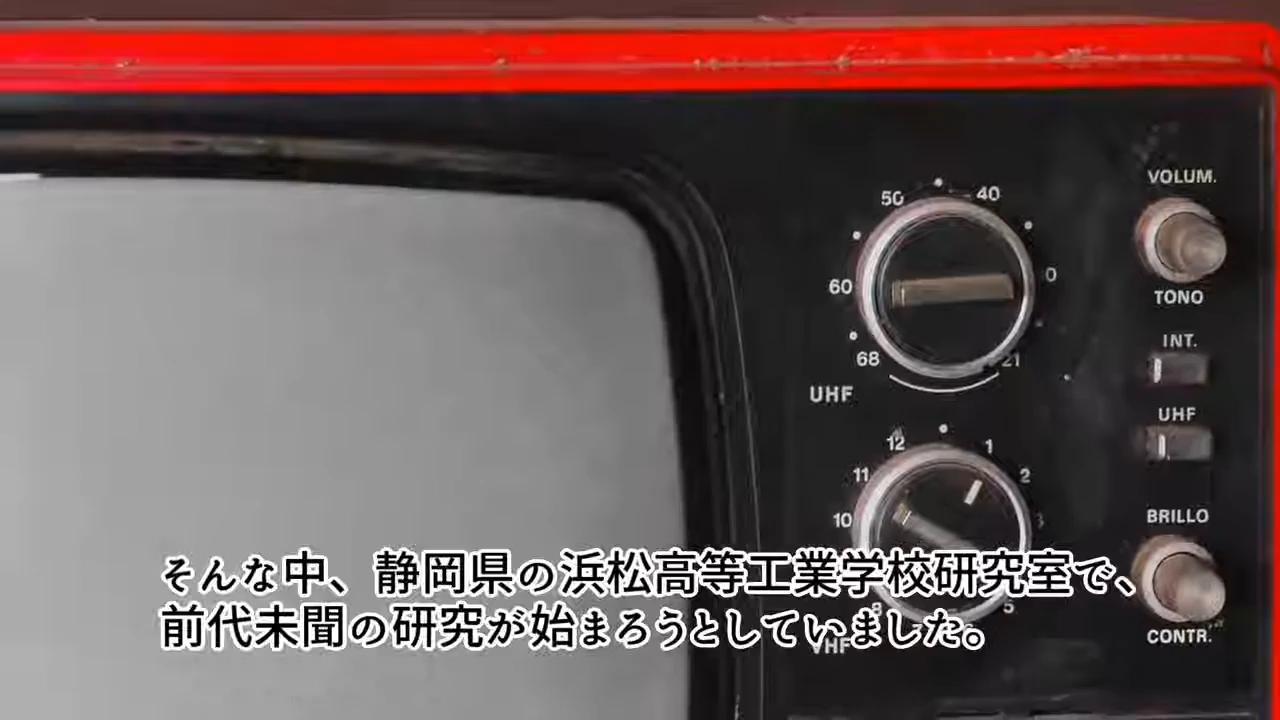 VOLUM.
50
40
60
0
TONO
68
21
INT.
UHF
UHF
12
1
11
2
10
3
BRILLO
8
5
CONTR.
VHF
そんな中、静岡県の浜松高等工業学校研究室で、
前代未聞の研究が始まろうとしていました。